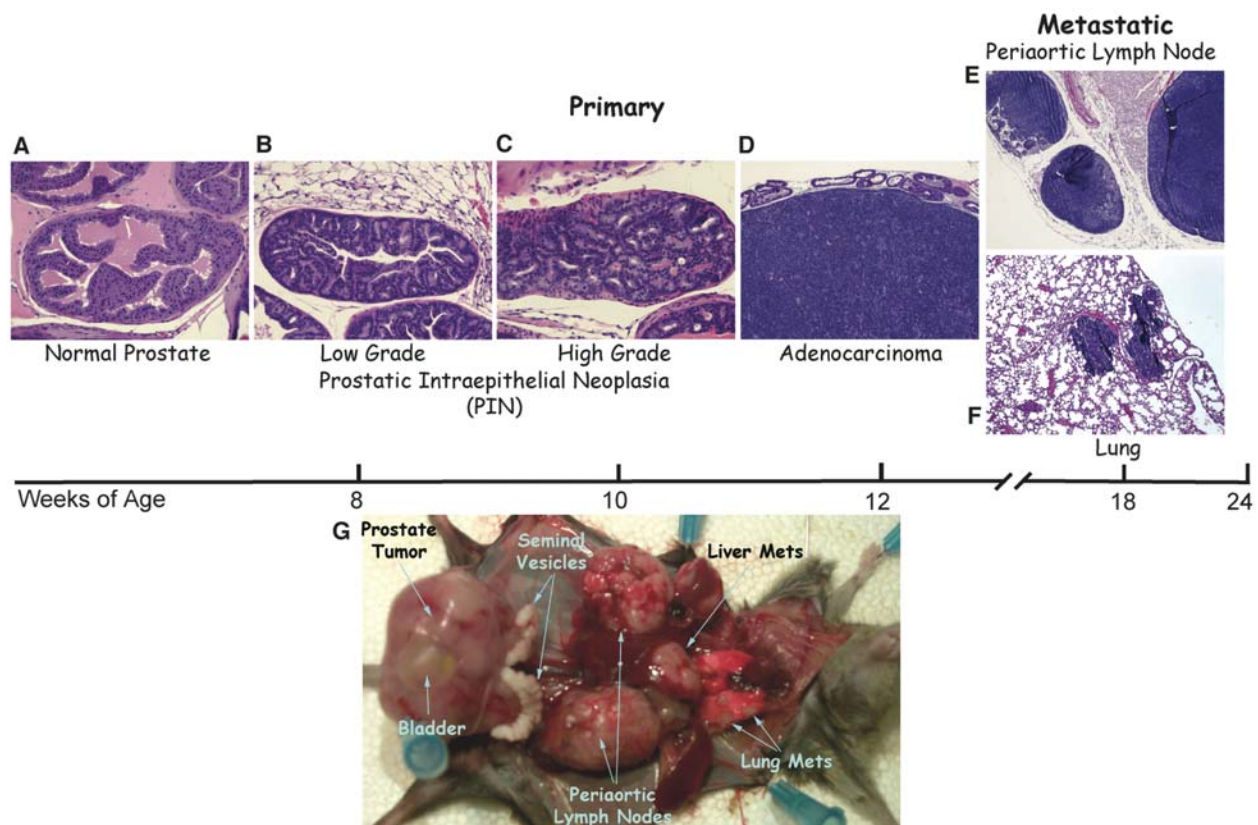 Metastatic
Periaortic Lymph Node
E
Primary
A
B
C
D
Normal Prostate
Low Grade
High Grade
Prostatic Intraepithelial Neoplasia
(PIN)
Adenocarcinoma
F
Lung
Weeks of Age
8
10
12
18
24
G
Prostate
Tumor
Seminal
Vesicles
Liver Mets
Bladder
Lung Mets
Periaortic
Lymph Nodes